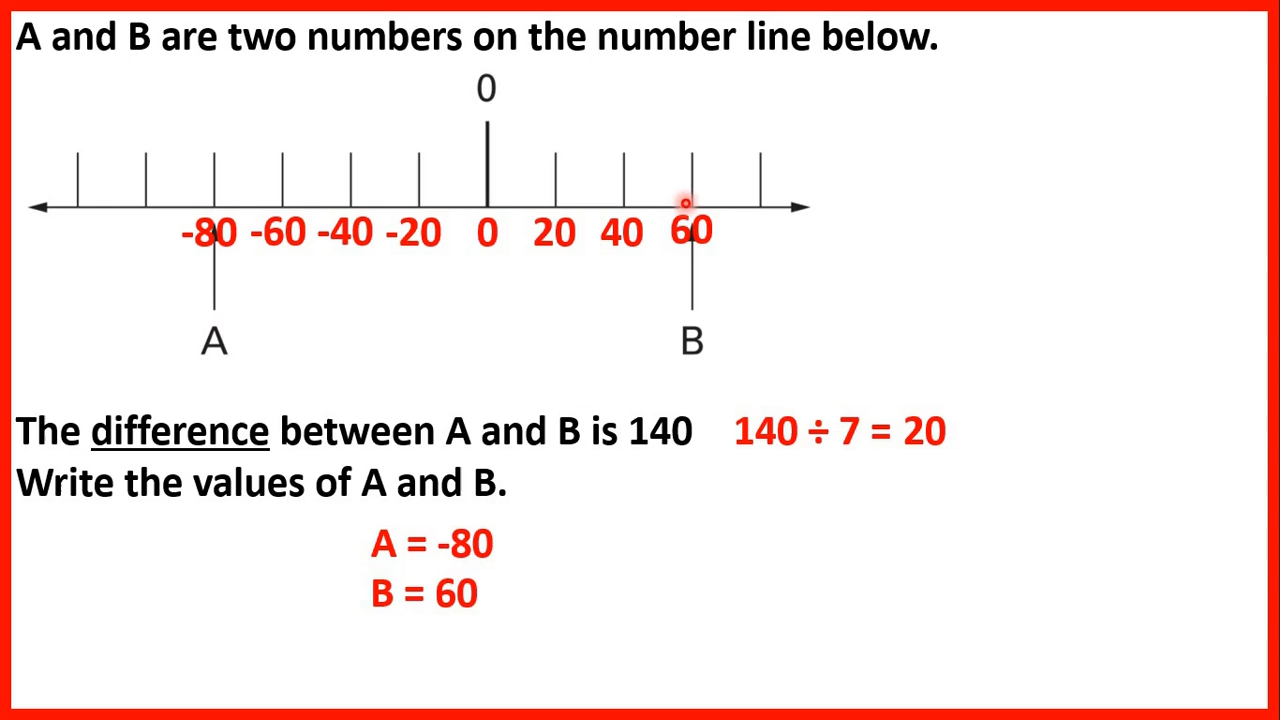 A and B are two numbers on the number line below.
0
-80 -60 -40 -20 0 20 40 60
A B
The difference between A and B is 140 140 ÷ 7 = 20
Write the values of A and B.
A = -80
B = 60